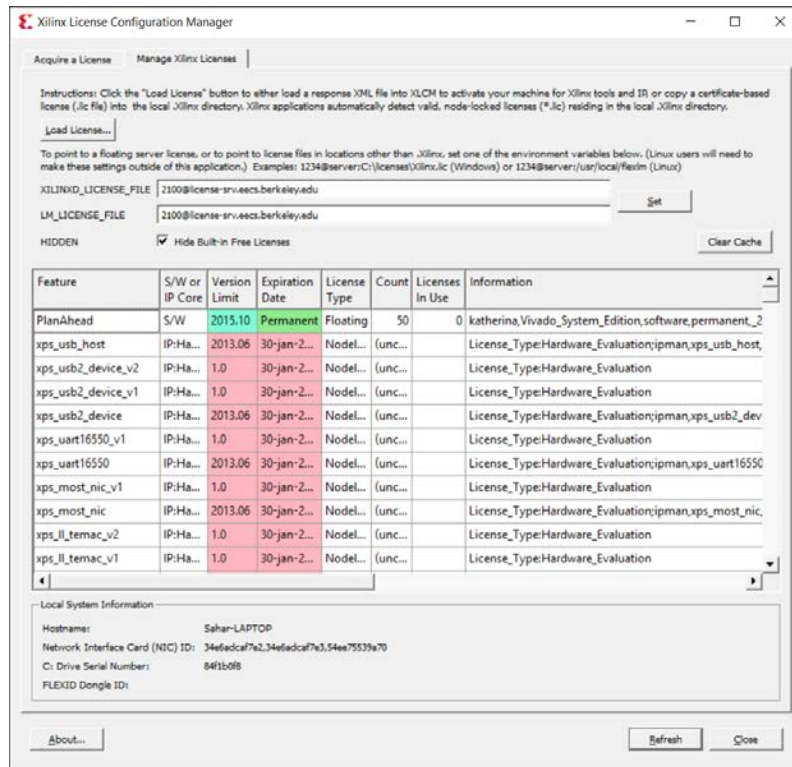 Xilinx License Configuration Manager
Acquire a License Manage Xilinx Licenses
Instructions: Click the "Load License" button to either load a response XML file into XLCM to activate your machine for Xilinx tools and IP, or copy a certificate-based
license (.lic file) into the local .Xilinx directory. Xilinx applications automatically detect valid, node-locked licenses (*.lic) residing in the local .Xilinx directory.
Load License...
To point to a floating server license, or to point to license files in locations other than .Xilinx, set one of the environment variables below. (Linux users will need to
make these settings outside of this application.) Examples: 1234@server;C:\licenses\Xilinx.lic (Windows) or 1234@server:/usr/local/flexlm (Linux)
XILINXD_LICENSE_FILE 2100@license-srv.eecs.berkeley.edu
Set
LM_LICENSE_FILE 2100@license-srv.eecs.berkeley.edu
HIDDEN Hide Built-in Free Licenses Clear Cache
Feature S/W or IP Core Version Limit Expiration Date License Type Count Licenses In Use Information
PlanAhead S/W 2015.10 Permanent Floating 50 0 katherina,Vivado_System_Edition,software,permanent,_2
xps_usb_host IP:Ha... 2013.06 30-jan-2... Nodel... (unc... License_Type:Hardware_Evaluation;ipman,xps_usb_host,
xps_usb2_device_v2 IP:Ha... 1.0 30-jan-2... Nodel... (unc... License_Type:Hardware_Evaluation
xps_usb2_device_v1 IP:Ha... 1.0 30-jan-2... Nodel... (unc... License_Type:Hardware_Evaluation
xps_usb2_device IP:Ha... 2013.06 30-jan-2... Nodel... (unc... License_Type:Hardware_Evaluation;ipman,xps_usb2_dev
xps_uart16550_v1 IP:Ha... 1.0 30-jan-2... Nodel... (unc... License_Type:Hardware_Evaluation
xps_uart16550 IP:Ha... 2013.06 30-jan-2... Nodel... (unc... License_Type:Hardware_Evaluation;ipman,xps_uart16550
xps_most_nic_v1 IP:Ha... 1.0 30-jan-2... Nodel... (unc... License_Type:Hardware_Evaluation
xps_most_nic IP:Ha... 2013.06 30-jan-2... Nodel... (unc... License_Type:Hardware_Evaluation;ipman,xps_most_nic,
xps_ll_temac_v2 IP:Ha... 1.0 30-jan-2... Nodel... (unc... License_Type:Hardware_Evaluation
xps_ll_temac_v1 IP:Ha... 1.0 30-jan-2... Nodel... (unc... License_Type:Hardware_Evaluation
Local System Information
Hostname: Sahar-LAPTOP
Network Interface Card (NIC) ID: 34e6adcaf7e2,34e6adcaf7e3,54ee75539a70
C: Drive Serial Number: 84f1b0f8
FLEXID Dongle ID:
About... Refresh Close